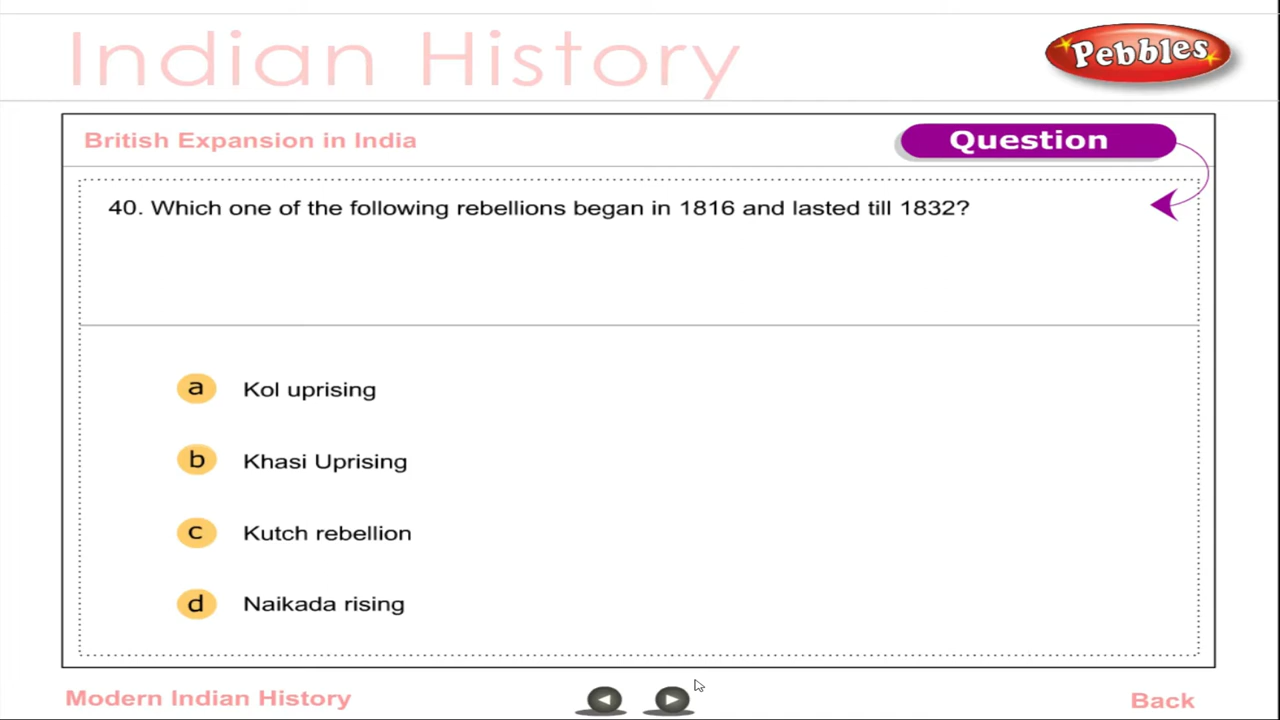 Indian History
Pebbles
British Expansion in India
Question
40. Which one of the following rebellions began in 1816 and lasted till 1832?
a Kol uprising
b Khasi Uprising
c Kutch rebellion
d Naikada rising
Modern Indian History
Back